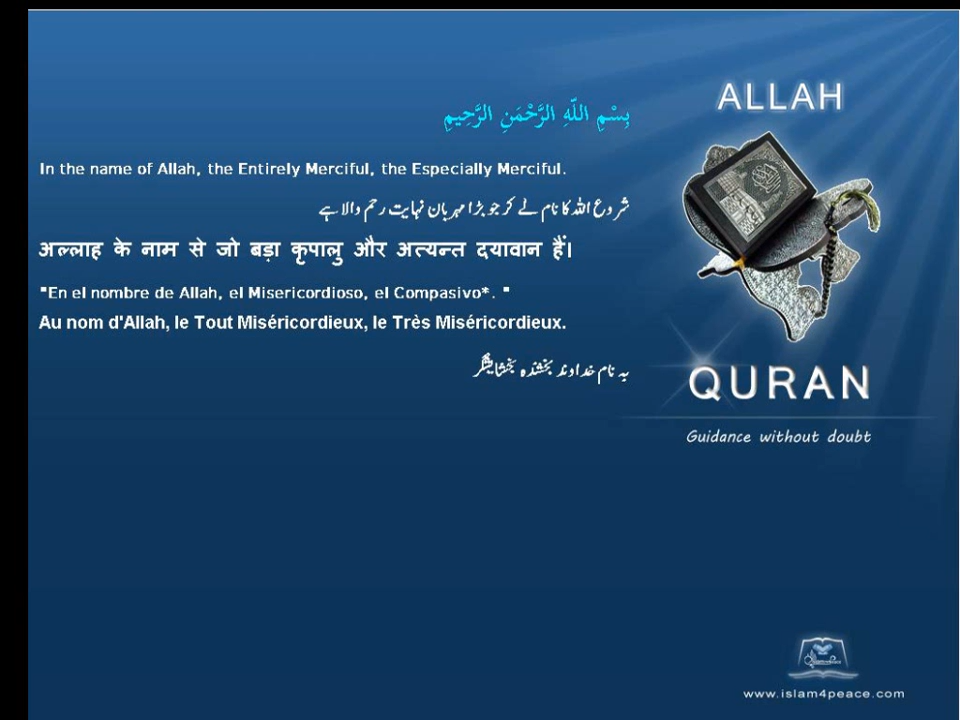 بِسْمِ اللَّهِ الرَّحْمَنِ الرَّحِيمِ
In the name of Allah, the Entirely Merciful, the Especially Merciful.
شروع الله کا نام لے کر جو بڑا مہربان نہایت رحم والا ہے
अल्लाह के नाम से जो बड़ा कृपालु और अत्यन्त दयावान हैं।
"En el nombre de Allah, el Misericordioso, el Compasivo*. "
Au nom d'Allah, le Tout Miséricordieux, le Très Miséricordieux.
به نام خداوند بخشنده بخشایشگر
ALLAH
QURAN
Guidance without doubt
www.islam4peace.com